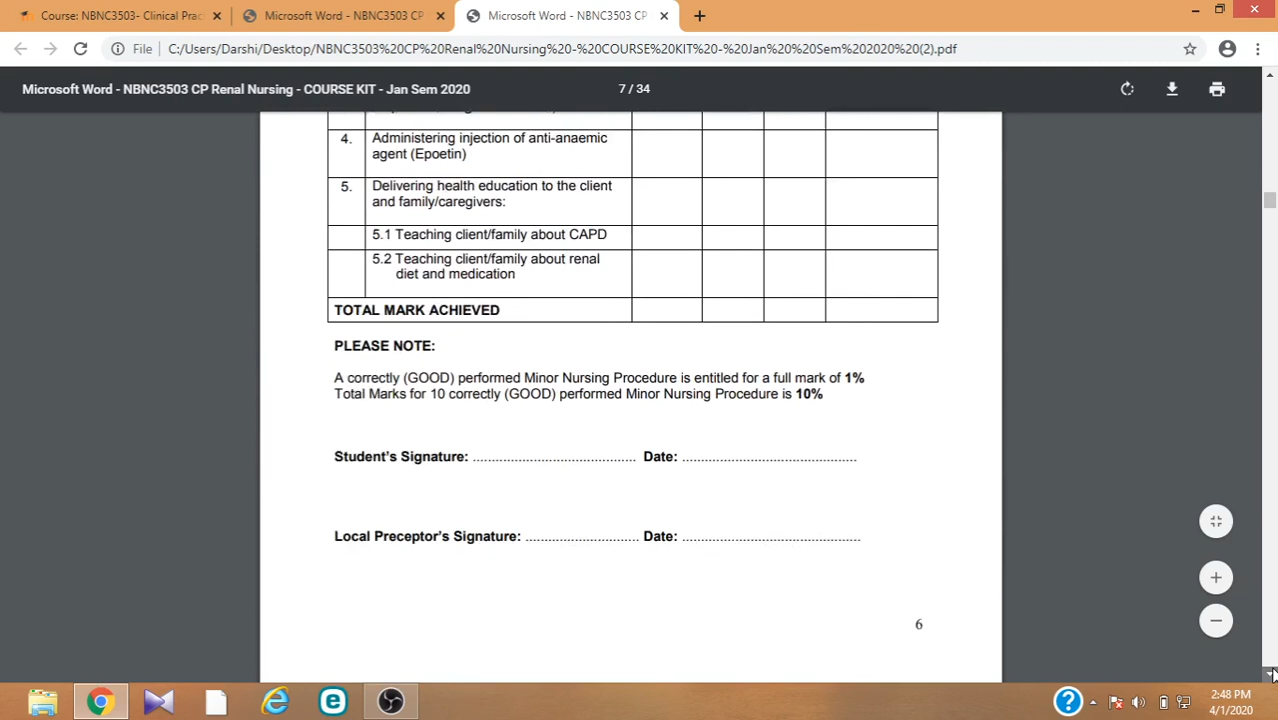 Course: NBNC3503- Clinical Prac
Microsoft Word - NBNC3503 CP
Microsoft Word - NBNC3503 CP
File
C:/Users/Darshi/Desktop/NBNC3503%20CP%20Renal%20Nursing%20-%20COURSE%20KIT%20-%20Jan%20%20Sem%202020%20(2).pdf
Microsoft Word - NBNC3503 CP Renal Nursing - COURSE KIT - Jan Sem 2020
7 / 34
4. Administering injection of anti-anaemic
agent (Epoetin)
5. Delivering health education to the client
and family/caregivers:
5.1 Teaching client/family about CAPD
5.2 Teaching client/family about renal
diet and medication
TOTAL MARK ACHIEVED
PLEASE NOTE:
A correctly (GOOD) performed Minor Nursing Procedure is entitled for a full mark of 1%
Total Marks for 10 correctly (GOOD) performed Minor Nursing Procedure is 10%
Student's Signature: .......................................... Date: .............................................
Local Preceptor's Signature: ............................. Date: ..............................................
6
2:48 PM
4/1/2020